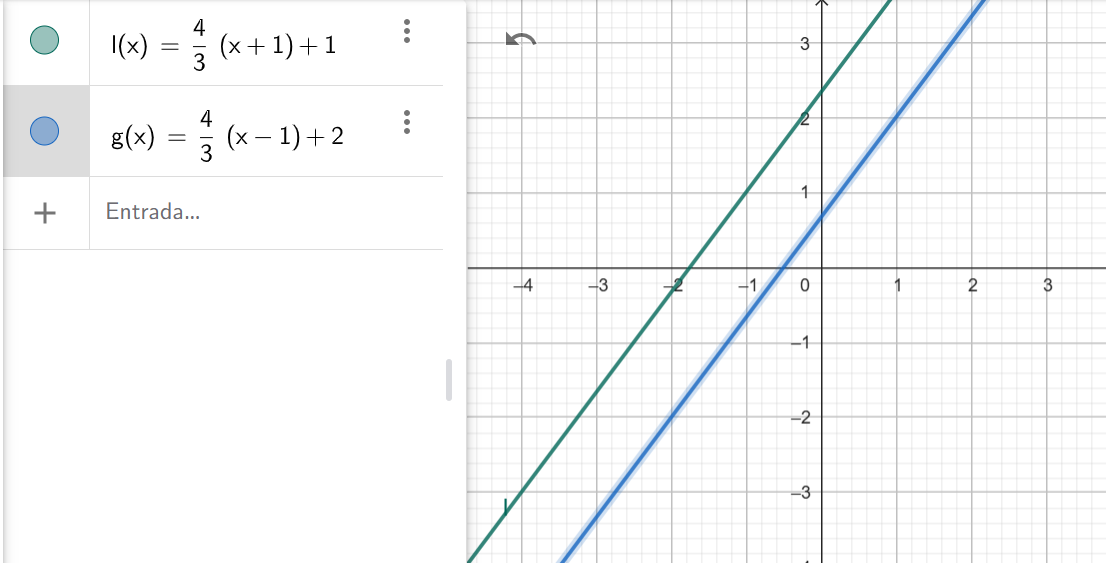 l(x) = 4/3 (x + 1) + 1
g(x) = 4/3 (x − 1) + 2
+ Entrada...
3
2
1
–4 –3 –2 –1 0 1 2 3
–1
–2
–3
l